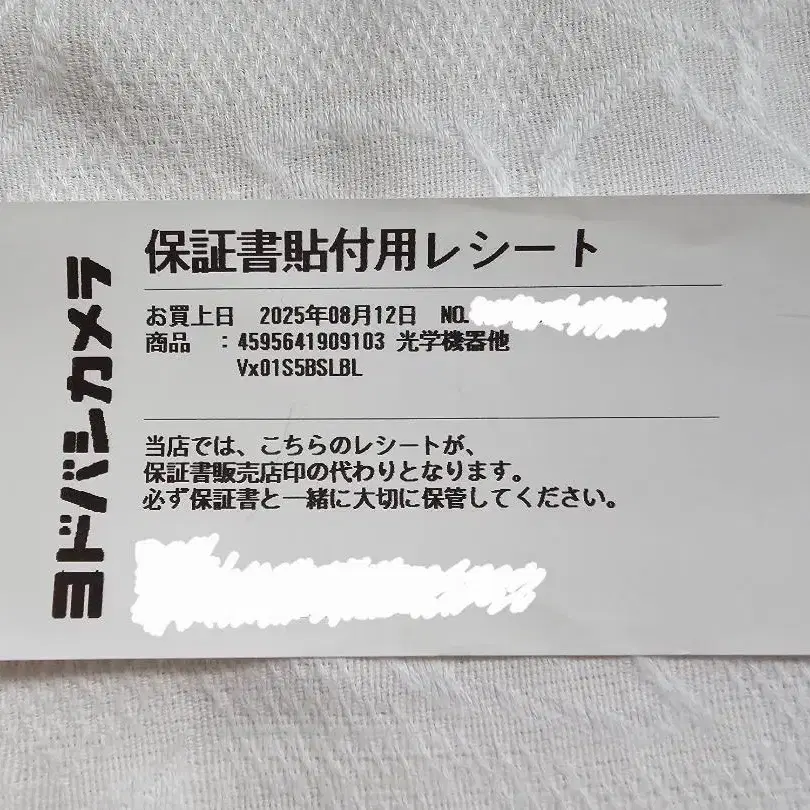 ヨドバシカメラ
保証書貼付用レシート
お買上日 2025年08月12日 NO.
商品 :4595641909103 光学機器他
Vx01S5BSLBL
当店では、こちらのレシートが、
保証書販売店印の代わりとなります。
必ず保証書と一緒に大切に保管してください。